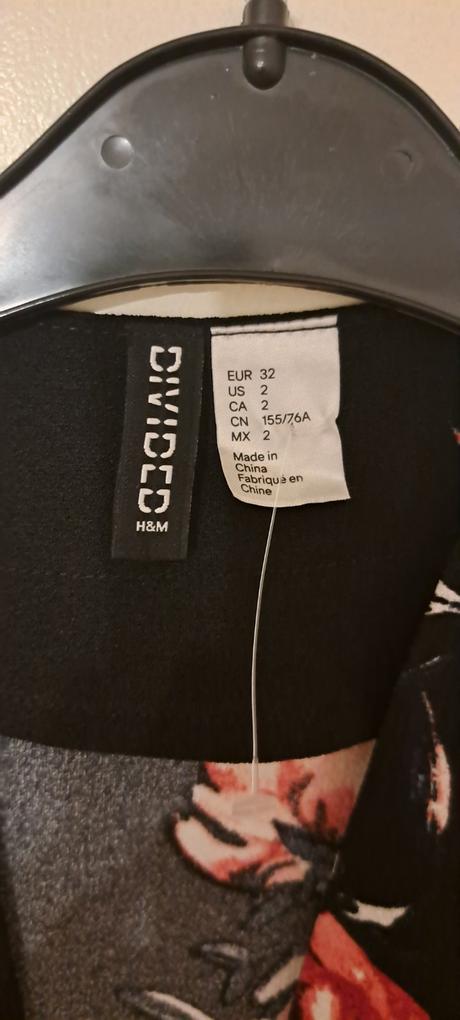 DIVIDED
H&M
EUR 32
US 2
CA 2
CN 155/76A
MX 2
Made in
China
Fabriqué en
Chine